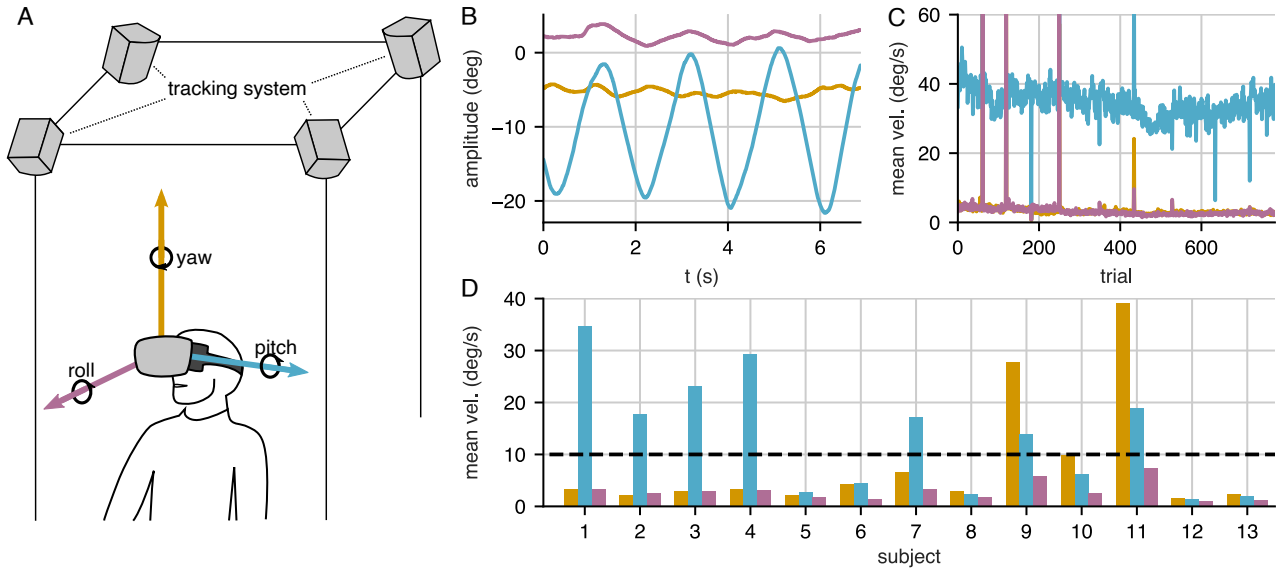 A
tracking system
yaw
pitch
roll
B
amplitude (deg)
0
−10
−20
0 2 4 6
t (s)
C
mean vel. (deg/s)
60
40
20
0
0 200 400 600
trial
D
mean vel. (deg/s)
40
30
20
10
0
1 2 3 4 5 6 7 8 9 10 11 12 13
subject